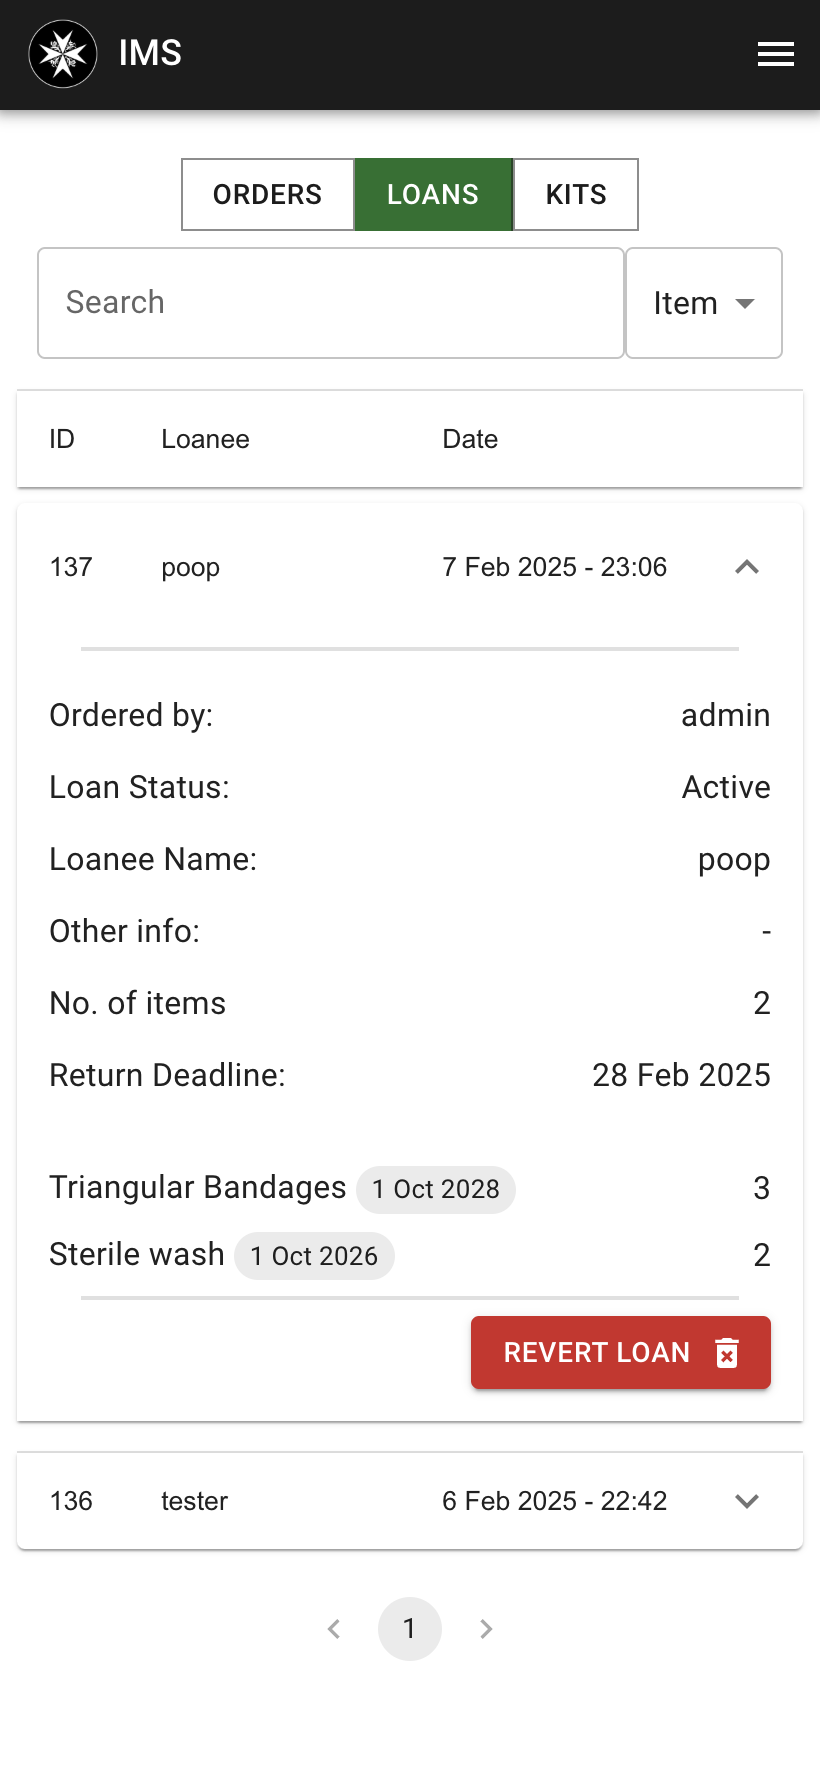 IMS
ORDERS LOANS KITS
Search Item
ID Loanee Date
137 poop 7 Feb 2025 - 23:06
Ordered by: admin
Loan Status: Active
Loanee Name: poop
Other info: -
No. of items 2
Return Deadline: 28 Feb 2025
Triangular Bandages 1 Oct 2028 3
Sterile wash 1 Oct 2026 2
REVERT LOAN
136 tester 6 Feb 2025 - 22:42
1